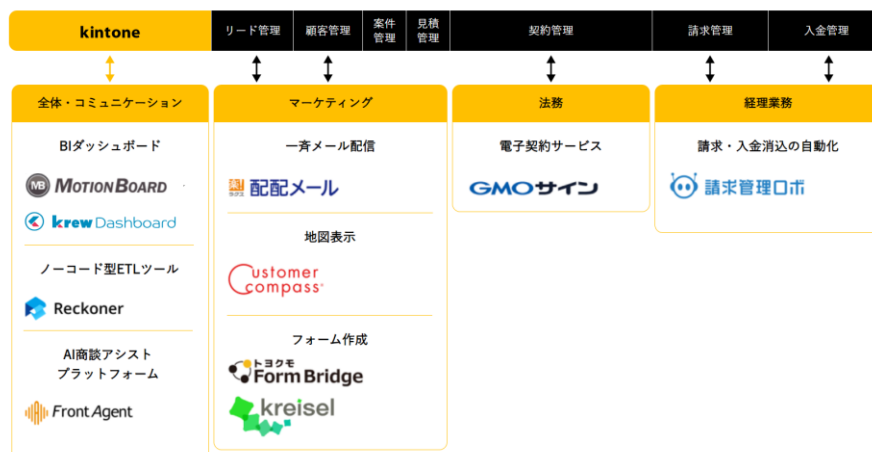 kintone
リード管理
顧客管理
案件
管理
見積
管理
契約管理
請求管理
入金管理
全体・コミュニケーション
BIダッシュボード
MB MOTIONBOARD
krewDashboard
ノーコード型ETLツール
Reckoner
AI商談アシスト
プラットフォーム
Front Agent
マーケティング
一斉メール配信
楽!
ラクス
配配メール
地図表示
Customer
compass
フォーム作成
トヨクモ
FormBridge
kreisel
法務
電子契約サービス
GMOサイン
経理業務
請求・入金消込の自動化
請求管理ロボ